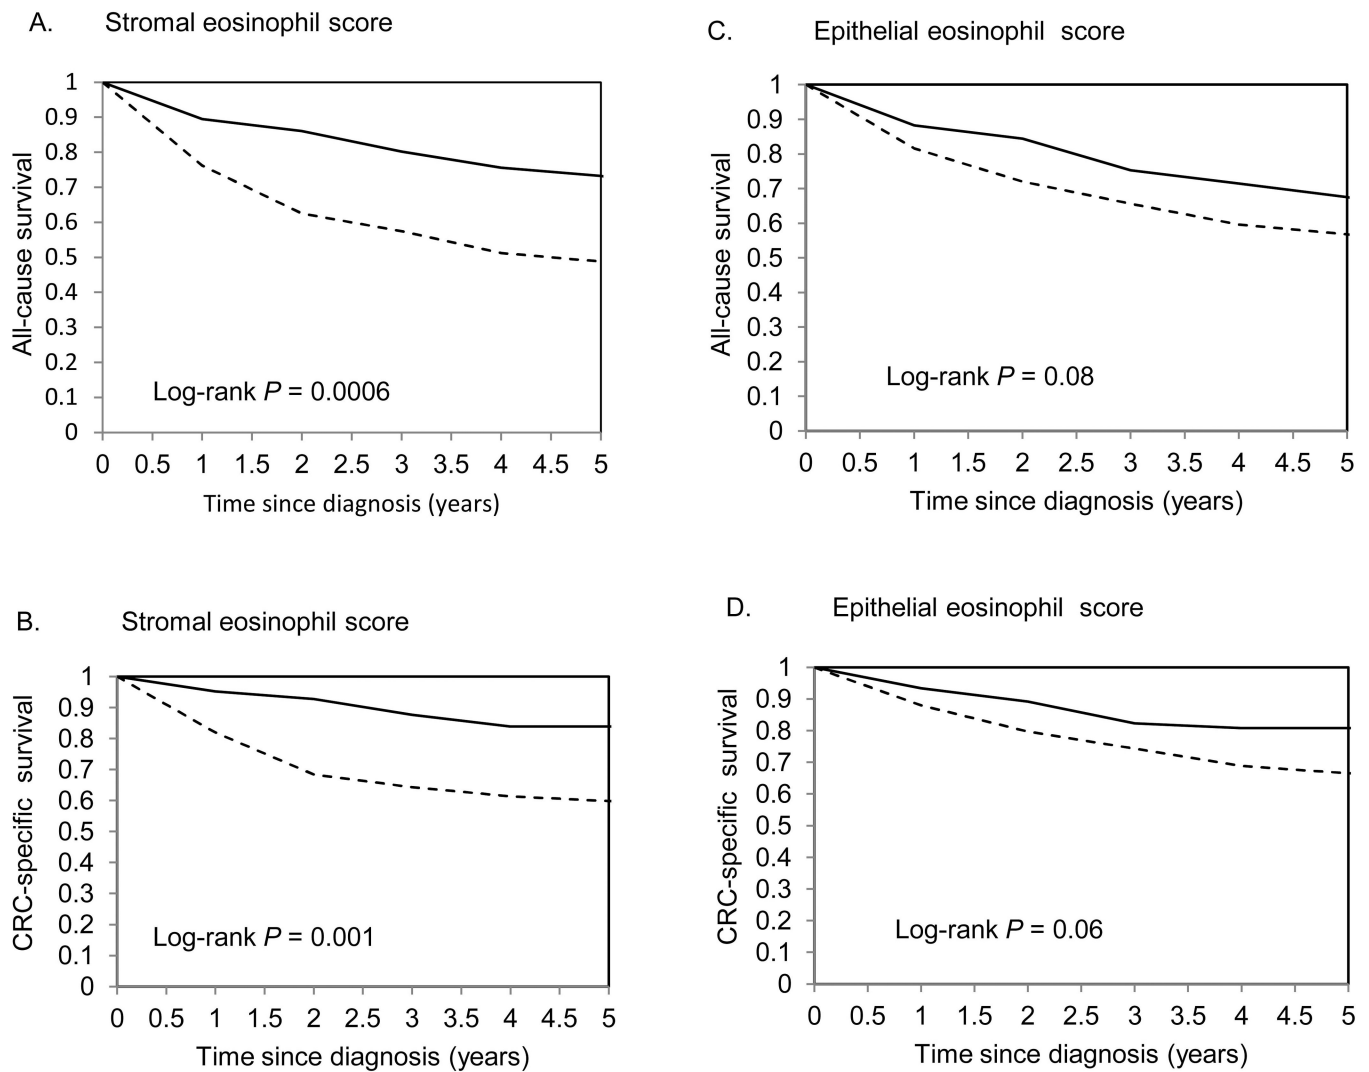 A. Stromal eosinophil score
All-cause survival
1
0.9
0.8
0.7
0.6
0.5
0.4
0.3
0.2
0.1
0
Log-rank P = 0.0006
0 0.5 1 1.5 2 2.5 3 3.5 4 4.5 5
Time since diagnosis (years)
C. Epithelial eosinophil score
All-cause survival
1
0.9
0.8
0.7
0.6
0.5
0.4
0.3
0.2
0.1
0
Log-rank P = 0.08
0 0.5 1 1.5 2 2.5 3 3.5 4 4.5 5
Time since diagnosis (years)
B. Stromal eosinophil score
CRC-specific survival
1
0.9
0.8
0.7
0.6
0.5
0.4
0.3
0.2
0.1
0
Log-rank P = 0.001
0 0.5 1 1.5 2 2.5 3 3.5 4 4.5 5
Time since diagnosis (years)
D. Epithelial eosinophil score
CRC-specific survival
1
0.9
0.8
0.7
0.6
0.5
0.4
0.3
0.2
0.1
0
Log-rank P = 0.06
0 0.5 1 1.5 2 2.5 3 3.5 4 4.5 5
Time since diagnosis (years)